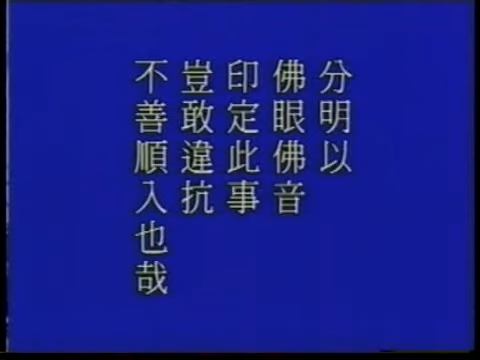 分明以
佛眼佛音
印定此事
豈敢違抗
不善順入也哉